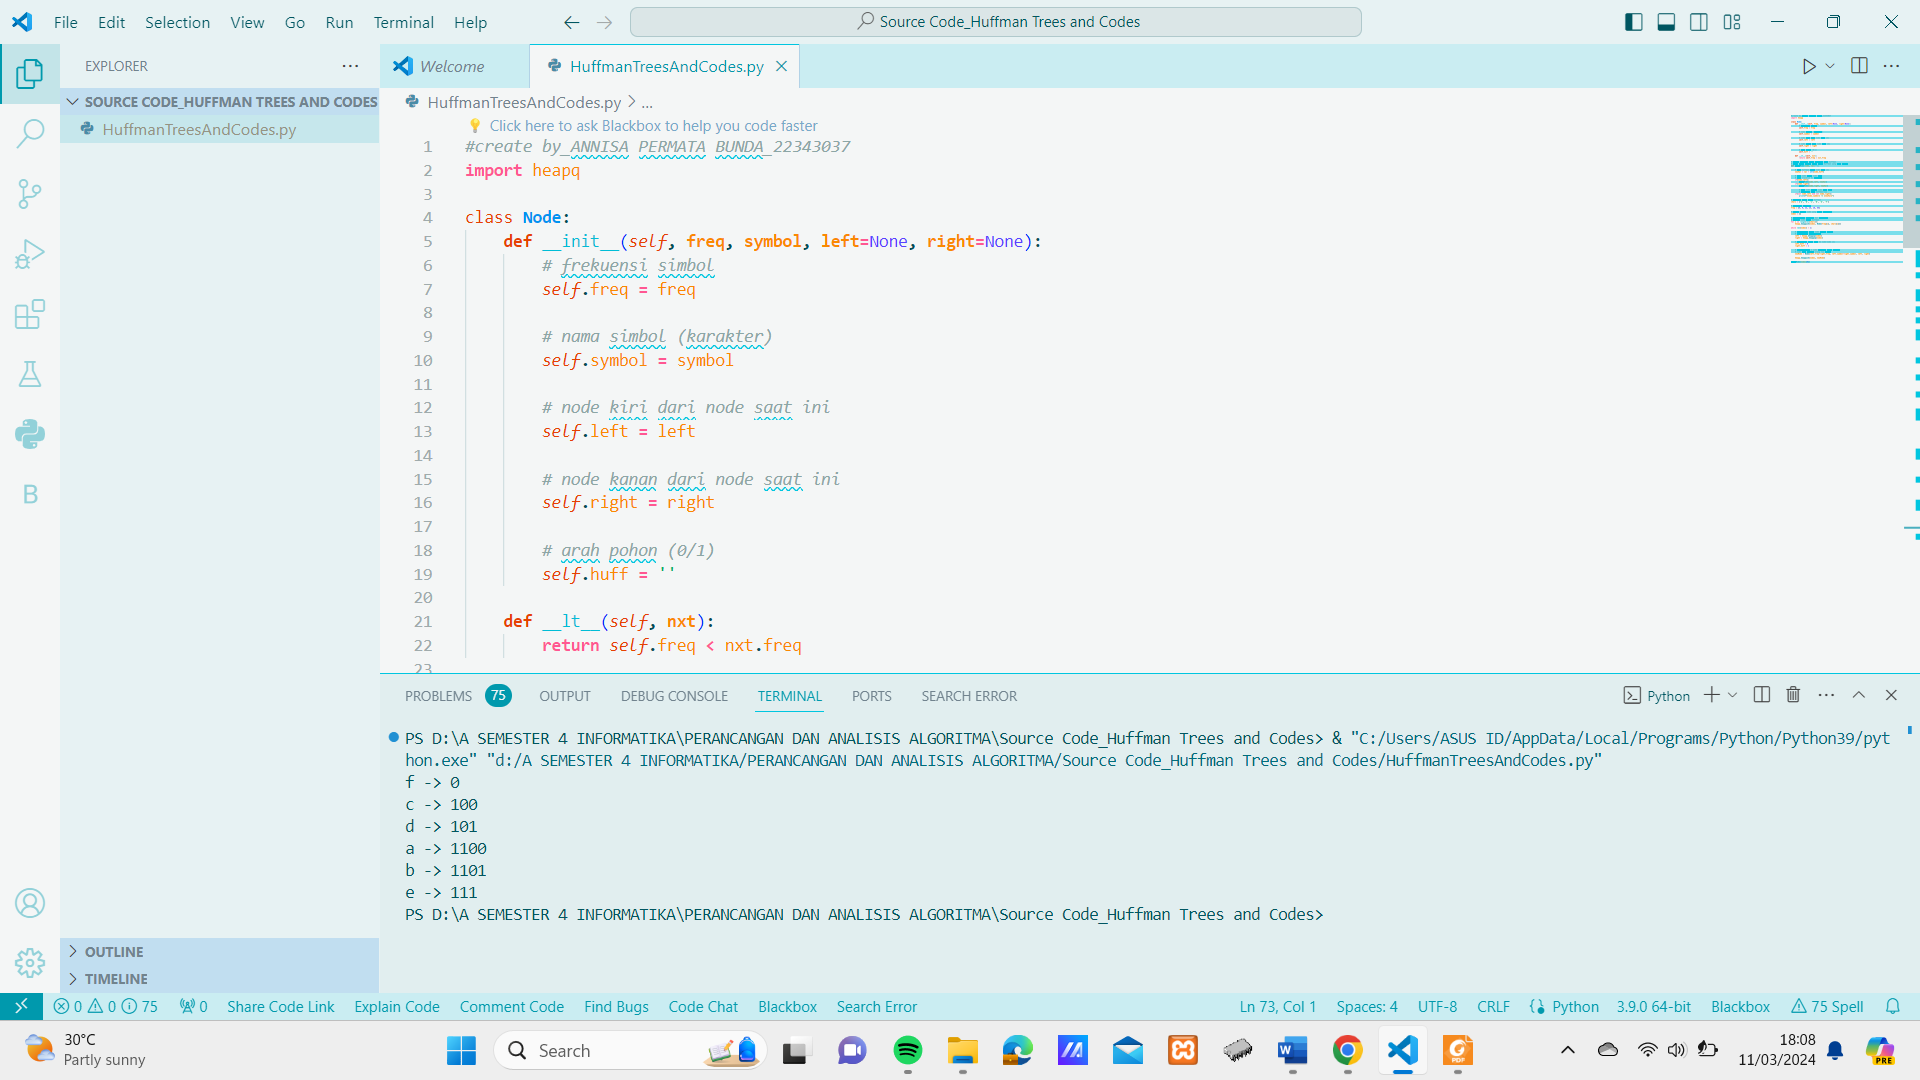 File Edit Selection View Go Run Terminal Help
Source Code_Huffman Trees and Codes
EXPLORER
Welcome
HuffmanTreesAndCodes.py
SOURCE CODE_HUFFMAN TREES AND CODES
HuffmanTreesAndCodes.py
HuffmanTreesAndCodes.py > ...
Click here to ask Blackbox to help you code faster
1 #create by_ANNISA PERMATA BUNDA_22343037
2 import heapq
3
4 class Node:
5 def __init__(self, freq, symbol, left=None, right=None):
6 # frekuensi simbol
7 self.freq = freq
8
9 # nama simbol (karakter)
10 self.symbol = symbol
11
12 # node kiri dari node saat ini
13 self.left = left
14
15 # node kanan dari node saat ini
16 self.right = right
17
18 # arah pohon (0/1)
19 self.huff = ''
20
21 def __lt__(self, nxt):
22 return self.freq < nxt.freq
23
PROBLEMS 75 OUTPUT DEBUG CONSOLE TERMINAL PORTS SEARCH ERROR
Python
PS D:\A SEMESTER 4 INFORMATIKA\PERANCANGAN DAN ANALISIS ALGORITMA\Source Code_Huffman Trees and Codes> & "C:/Users/ASUS ID/AppData/Local/Programs/Python/Python39/pyt
hon.exe" "d:/A SEMESTER 4 INFORMATIKA/PERANCANGAN DAN ANALISIS ALGORITMA/Source Code_Huffman Trees and Codes/HuffmanTreesAndCodes.py"
f -> 0
c -> 100
d -> 101
a -> 1100
b -> 1101
e -> 111
PS D:\A SEMESTER 4 INFORMATIKA\PERANCANGAN DAN ANALISIS ALGORITMA\Source Code_Huffman Trees and Codes>
OUTLINE
TIMELINE
0 0 75 0 Share Code Link Explain Code Comment Code Find Bugs Code Chat Blackbox Search Error
Ln 73, Col 1 Spaces: 4 UTF-8 CRLF Python 3.9.0 64-bit Blackbox 75 Spell
30°C
Partly sunny
Search
18:08
11/03/2024
PRE